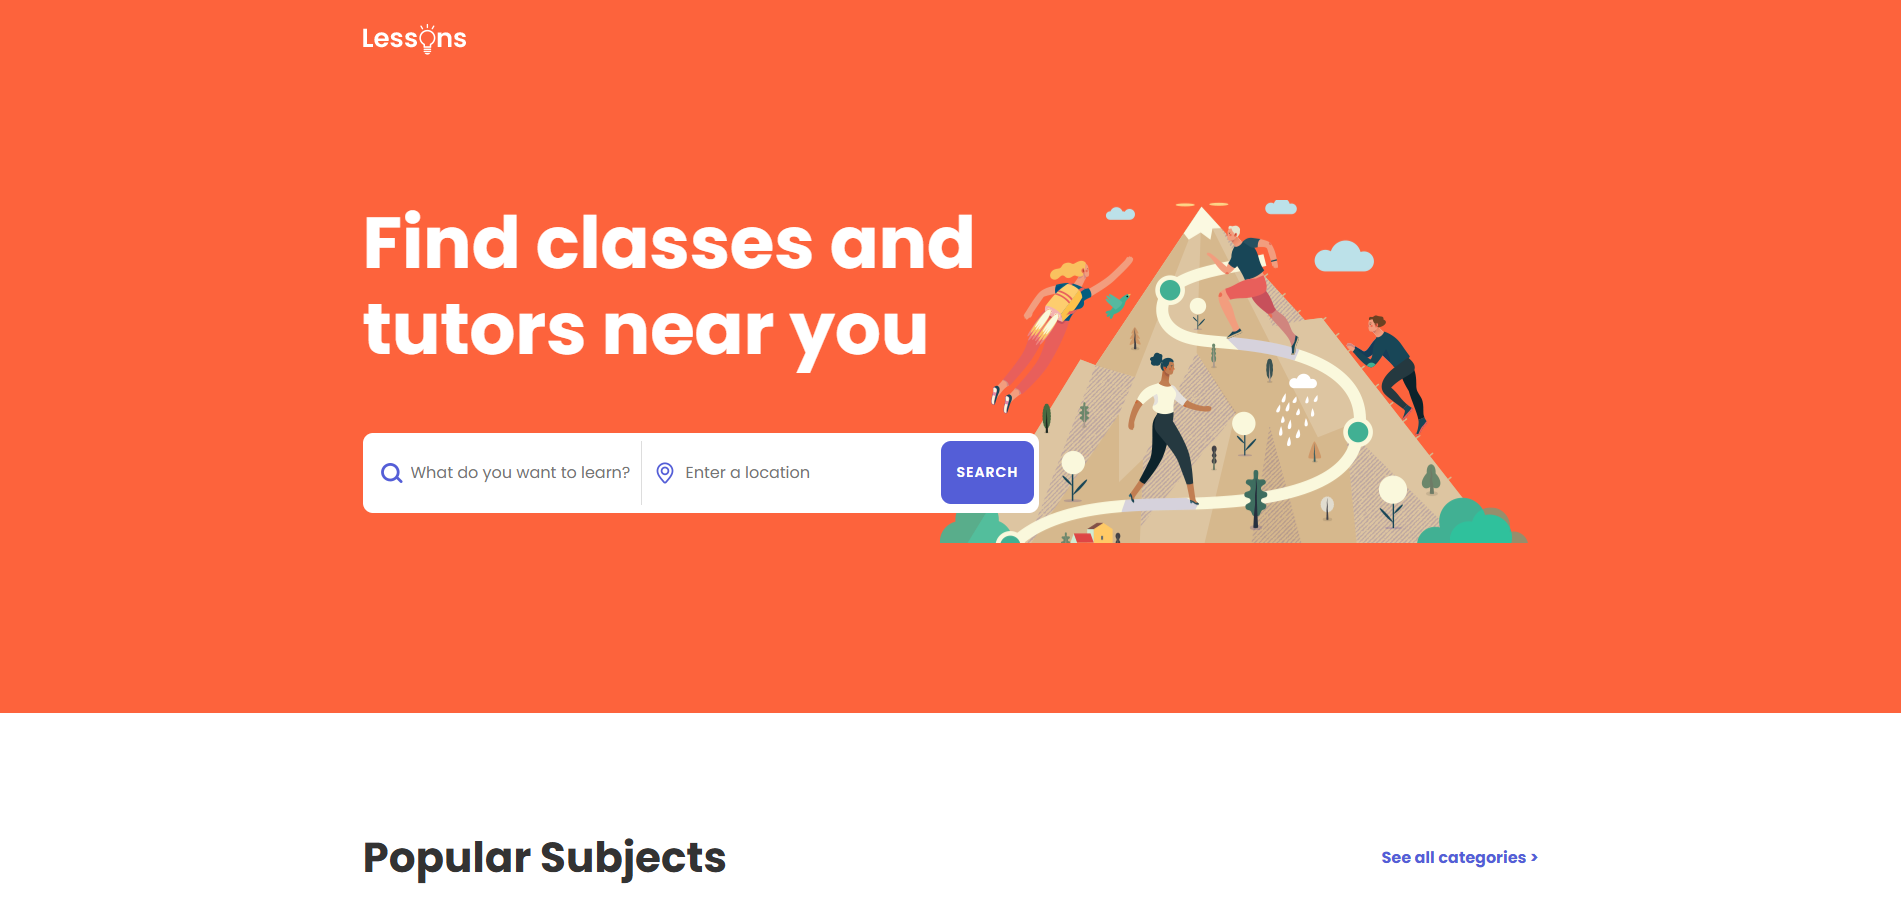 Lessons
Find classes and
tutors near you
What do you want to learn?
Enter a location
SEARCH
Popular Subjects
See all categories >